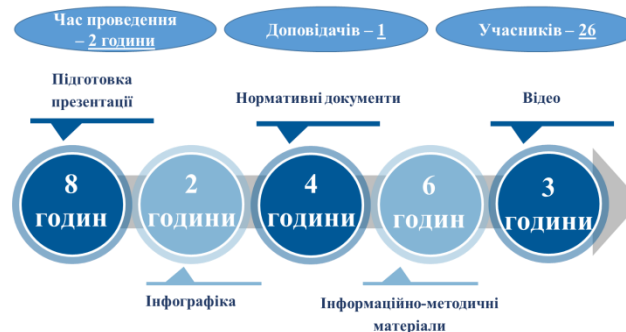 Час проведення
– 2 години
Доповідачів – 1
Учасників – 26
Підготовка
презентації
Нормативні документи
Відео
8
годин
2
години
4
години
6
годин
3
години
Інфографіка
Інформаційно-методичні
матеріали